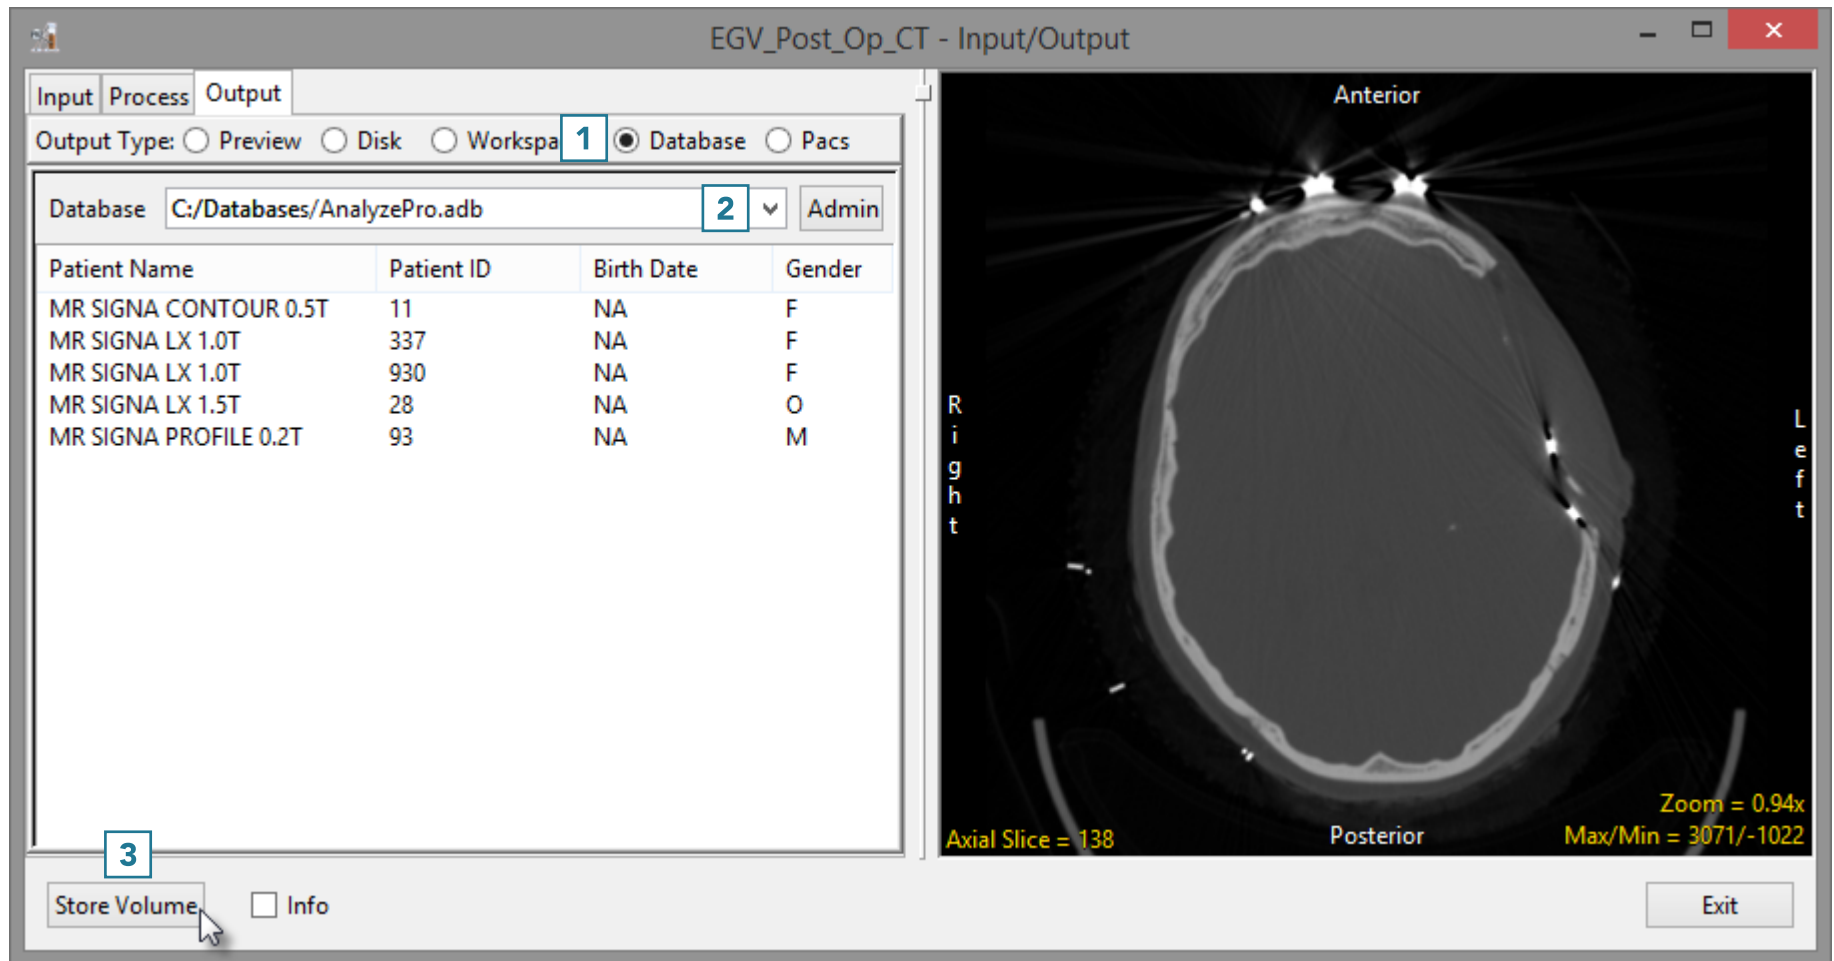 EGV_Post_Op_CT - Input/Output
Input Process Output
Output Type: Preview Disk Workspa 1 Database Pacs
Database C:/Databases/AnalyzePro.adb 2 Admin
Patient Name Patient ID Birth Date Gender
MR SIGNA CONTOUR 0.5T 11 NA F
MR SIGNA LX 1.0T 337 NA F
MR SIGNA LX 1.0T 930 NA F
MR SIGNA LX 1.5T 28 NA O
MR SIGNA PROFILE 0.2T 93 NA M
3
Store Volume Info
Anterior
Right
Left
Zoom = 0.94x
Axial Slice = 138 Posterior Max/Min = 3071/-1022
Exit